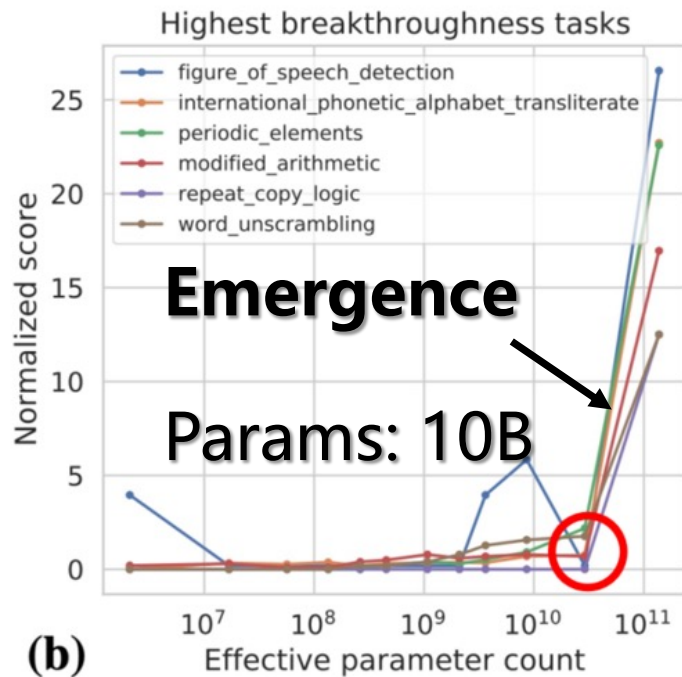 Highest breakthroughness tasks
figure_of_speech_detection
international_phonetic_alphabet_transliterate
periodic_elements
modified_arithmetic
repeat_copy_logic
word_unscrambling
Normalized score
25
20
15
10
5
0
Emergence
Params: 10B
10⁷ 10⁸ 10⁹ 10¹⁰ 10¹¹
Effective parameter count
(b)